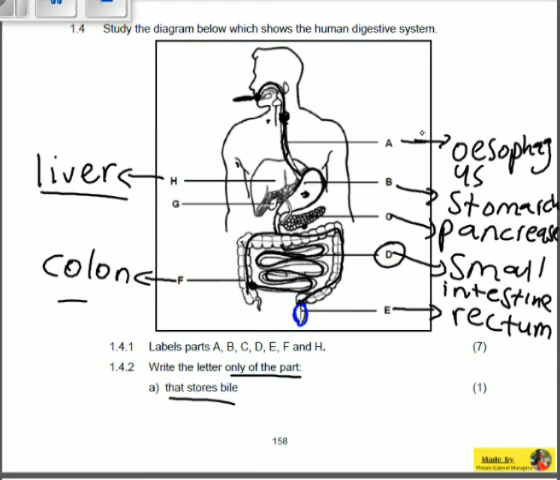 1.4 Study the diagram below which shows the human digestive system.
A
oesophag
us
liver
H
B
Stomach
G
C
pancrease
colon
F
D
Small
intestine
E
rectum
1.4.1 Labels parts A, B, C, D, E, F and H. (7)
1.4.2 Write the letter only of the part:
a) that stores bile (1)
158
Made by